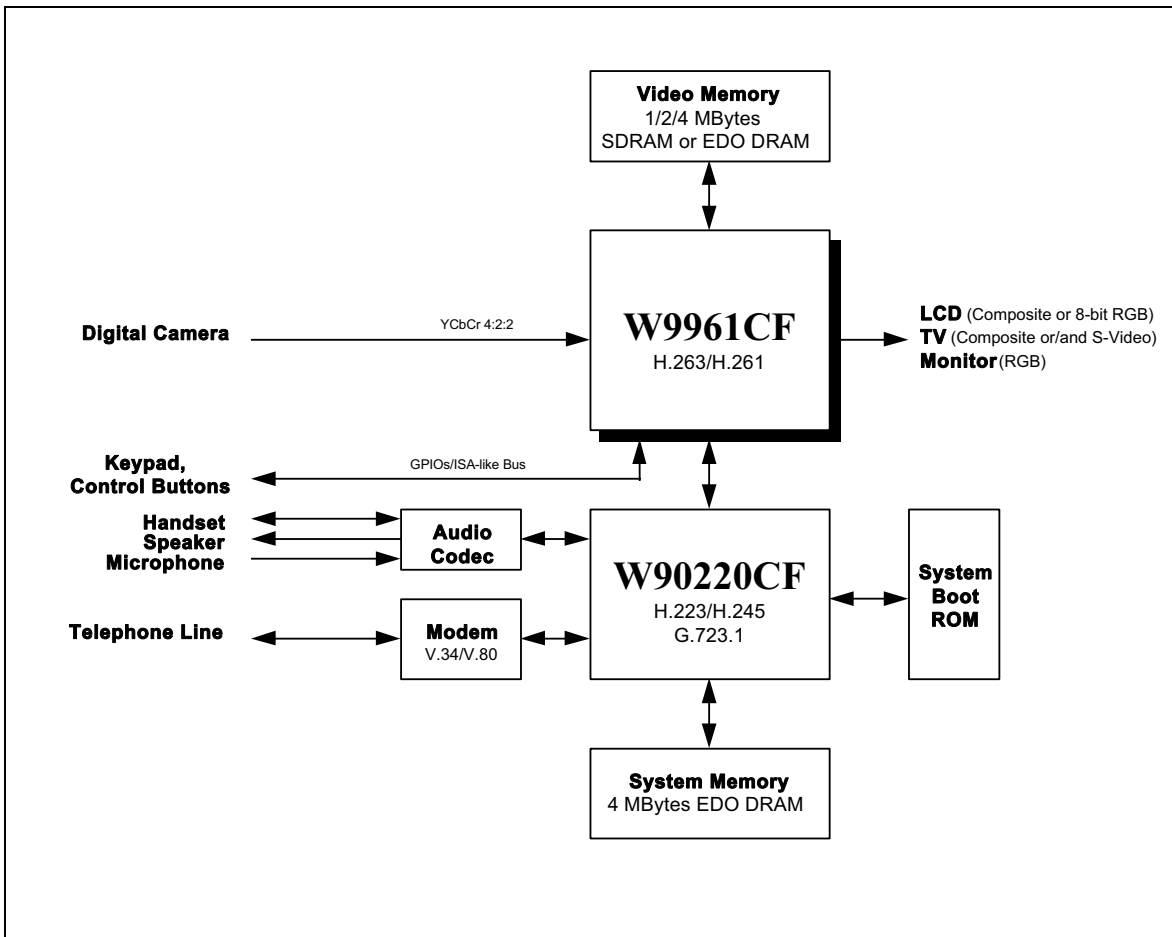 Video Memory
1/2/4 MBytes
SDRAM or EDO DRAM
Digital Camera
YCbCr 4:2:2
W9961CF
H.263/H.261
LCD (Composite or 8-bit RGB)
TV (Composite or/and S-Video)
Monitor(RGB)
Keypad,
Control Buttons
GPIOs/ISA-like Bus
Handset
Speaker
Microphone
Audio
Codec
W90220CF
H.223/H.245
G.723.1
System
Boot
ROM
Telephone Line
Modem
V.34/V.80
System Memory
4 MBytes EDO DRAM